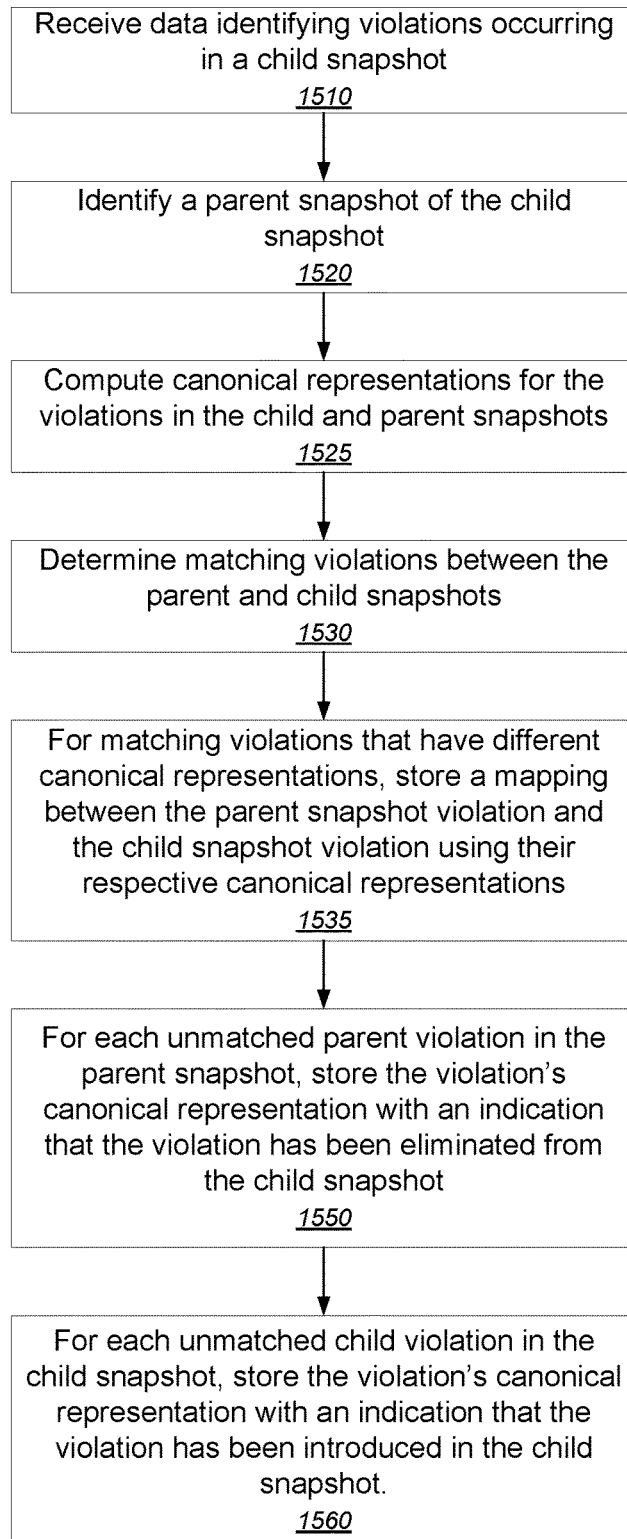 Receive data identifying violations occurring
in a child snapshot
1510
Identify a parent snapshot of the child
snapshot
1520
Compute canonical representations for the
violations in the child and parent snapshots
1525
Determine matching violations between the
parent and child snapshots
1530
For matching violations that have different
canonical representations, store a mapping
between the parent snapshot violation and
the child snapshot violation using their
respective canonical representations
1535
For each unmatched parent violation in the
parent snapshot, store the violation’s
canonical representation with an indication
that the violation has been eliminated from
the child snapshot
1550
For each unmatched child violation in the
child snapshot, store the violation’s canonical
representation with an indication that the
violation has been introduced in the child
snapshot.
1560